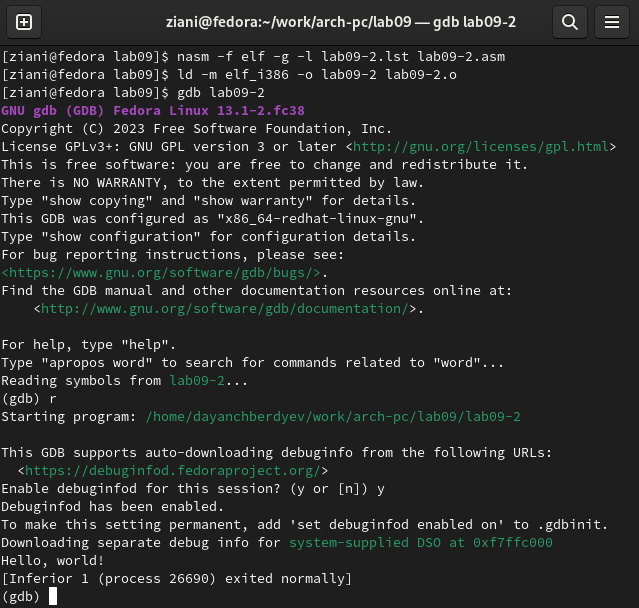 ziani@fedora:~/work/arch-pc/lab09 — gdb lab09-2
[ziani@fedora lab09]$ nasm -f elf -g -l lab09-2.lst lab09-2.asm
[ziani@fedora lab09]$ ld -m elf_i386 -o lab09-2 lab09-2.o
[ziani@fedora lab09]$ gdb lab09-2
GNU gdb (GDB) Fedora Linux 13.1-2.fc38
Copyright (C) 2023 Free Software Foundation, Inc.
License GPLv3+: GNU GPL version 3 or later <http://gnu.org/licenses/gpl.html>
This is free software: you are free to change and redistribute it.
There is NO WARRANTY, to the extent permitted by law.
Type "show copying" and "show warranty" for details.
This GDB was configured as "x86_64-redhat-linux-gnu".
Type "show configuration" for configuration details.
For bug reporting instructions, please see:
<https://www.gnu.org/software/gdb/bugs/>.
Find the GDB manual and other documentation resources online at:
    <http://www.gnu.org/software/gdb/documentation/>.

For help, type "help".
Type "apropos word" to search for commands related to "word"...
Reading symbols from lab09-2...
(gdb) r
Starting program: /home/dayanchberdyev/work/arch-pc/lab09/lab09-2

This GDB supports auto-downloading debuginfo from the following URLs:
  <https://debuginfod.fedoraproject.org/>
Enable debuginfod for this session? (y or [n]) y
Debuginfod has been enabled.
To make this setting permanent, add 'set debuginfod enabled on' to .gdbinit.
Downloading separate debug info for system-supplied DSO at 0xf7ffc000
Hello, world!
[Inferior 1 (process 26690) exited normally]
(gdb)